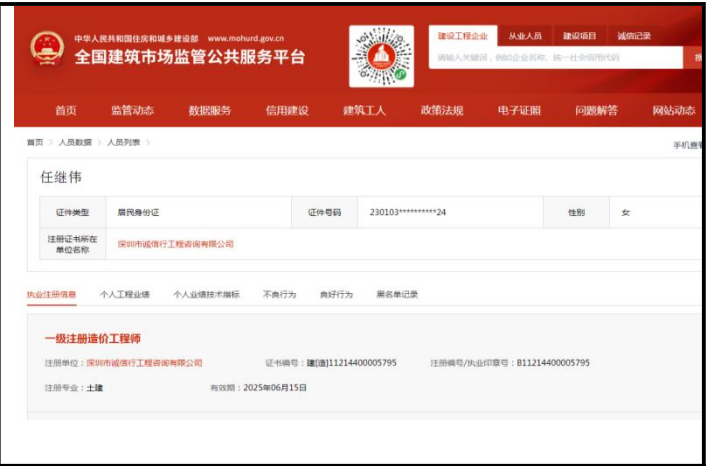 中华人民共和国住房和城乡建设部 www.mohurd.gov.cn
全国建筑市场监管公共服务平台
建设工程企业 从业人员 建设项目 诚信记录
请输入关键词，例如企业名称、统一社会信用代码
首页 监管动态 数据服务 信用建设 建筑工人 政策法规 电子证照 问题解答 网站动态
首页 > 人员数据 > 人员列表 >
手机查看
任继伟
证件类型 居民身份证 证件号码 230103**********24 性别 女
注册证书所在单位名称 深圳市诚信行工程咨询有限公司
执业注册信息 个人工程业绩 个人业绩技术指标 不良行为 良好行为 黑名单记录
一级注册造价工程师
注册单位：深圳市诚信行工程咨询有限公司 证书编号：建[造]11214400005795 注册编号/执业印章号：B11214400005795
注册专业：土建 有效期：2025年06月15日